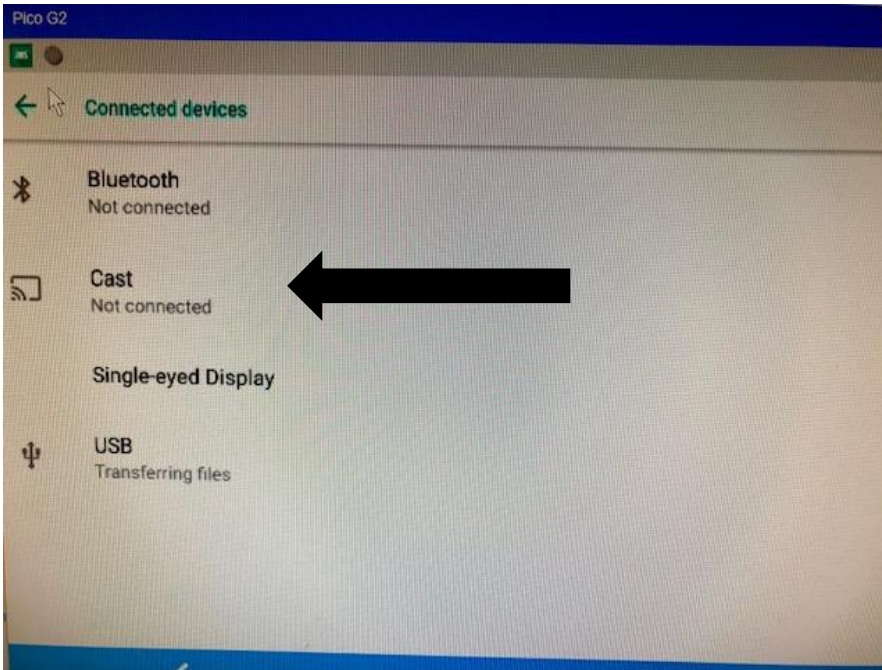 Pico G2
Connected devices
Bluetooth
Not connected
Cast
Not connected
Single-eyed Display
USB
Transferring files